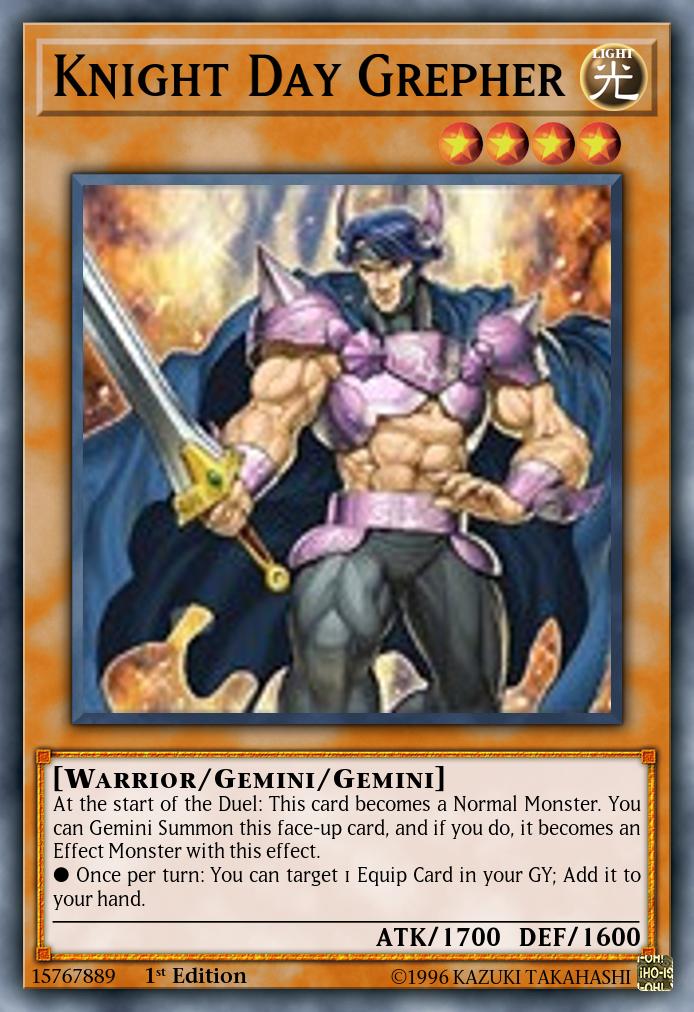 Knight Day Grepher
LIGHT
光
[Warrior/Gemini/Gemini]
At the start of the Duel: This card becomes a Normal Monster. You
can Gemini Summon this face-up card, and if you do, it becomes an
Effect Monster with this effect.
● Once per turn: You can target 1 Equip Card in your GY; Add it to
your hand.
ATK/1700 DEF/1600
15767889 1st Edition ©1996 KAZUKI TAKAHASHI